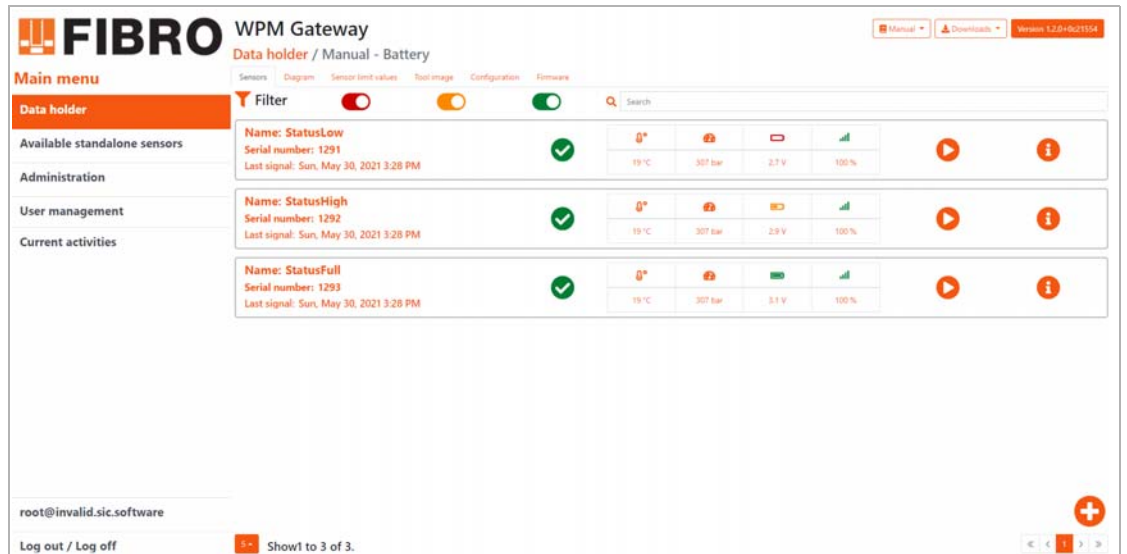 FIBRO
WPM Gateway
Manual
Downloads
Version 1.2.0+0c21554
Data holder / Manual - Battery
Main menu
Sensors Diagram Sensor limit values Tool image Configuration Firmware
Data holder
Filter
Search
Available standalone sensors
Administration
User management
Current activities
Name: StatusLow
Serial number: 1291
Last signal: Sun, May 30, 2021 3:28 PM
19 °C 307 bar 2.7 V 100 %
Name: StatusHigh
Serial number: 1292
Last signal: Sun, May 30, 2021 3:28 PM
19 °C 307 bar 2.9 V 100 %
Name: StatusFull
Serial number: 1293
Last signal: Sun, May 30, 2021 3:28 PM
19 °C 307 bar 3.1 V 100 %
root@invalid.sic.software
Log out / Log off
5 Show1 to 3 of 3.
« ‹ 1 › »